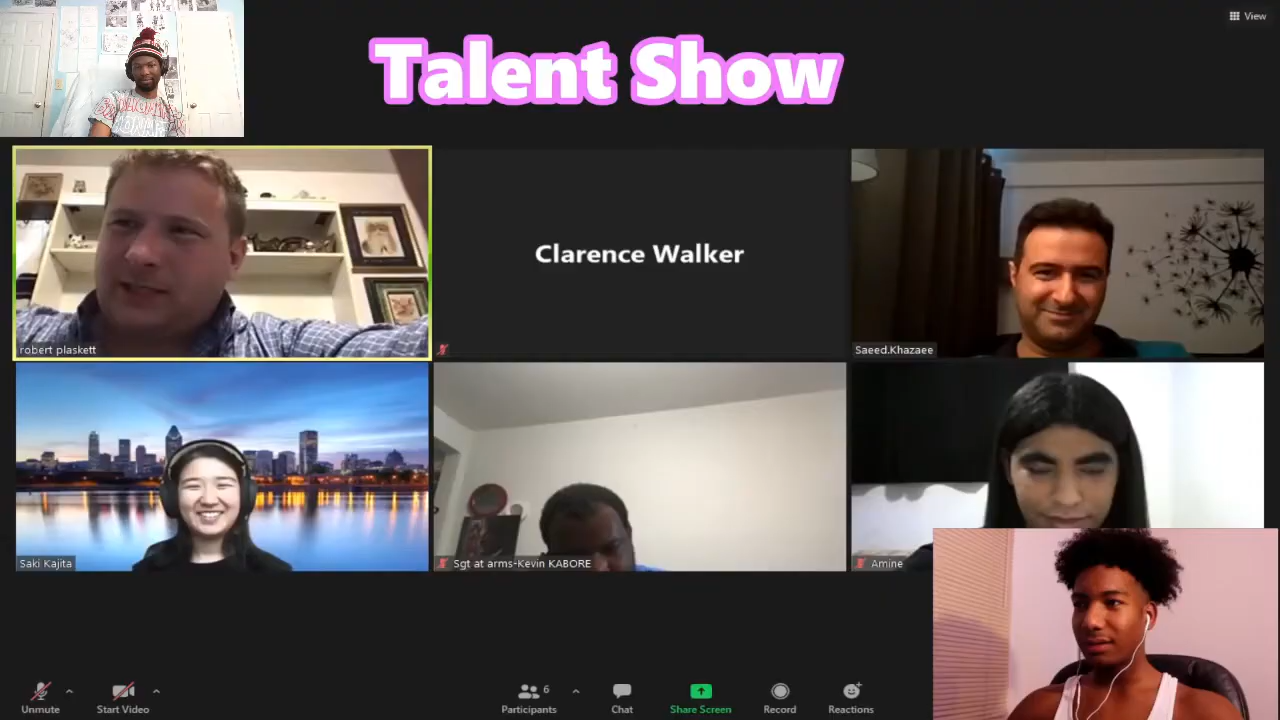 View
Talent Show
robert plaskett
Clarence Walker
Saeed.Khazaee
Saki Kajita
Sgt at arms-Kevin KABORE
Amine
Unmute
Start Video
Participants
6
Chat
Share Screen
Record
Reactions